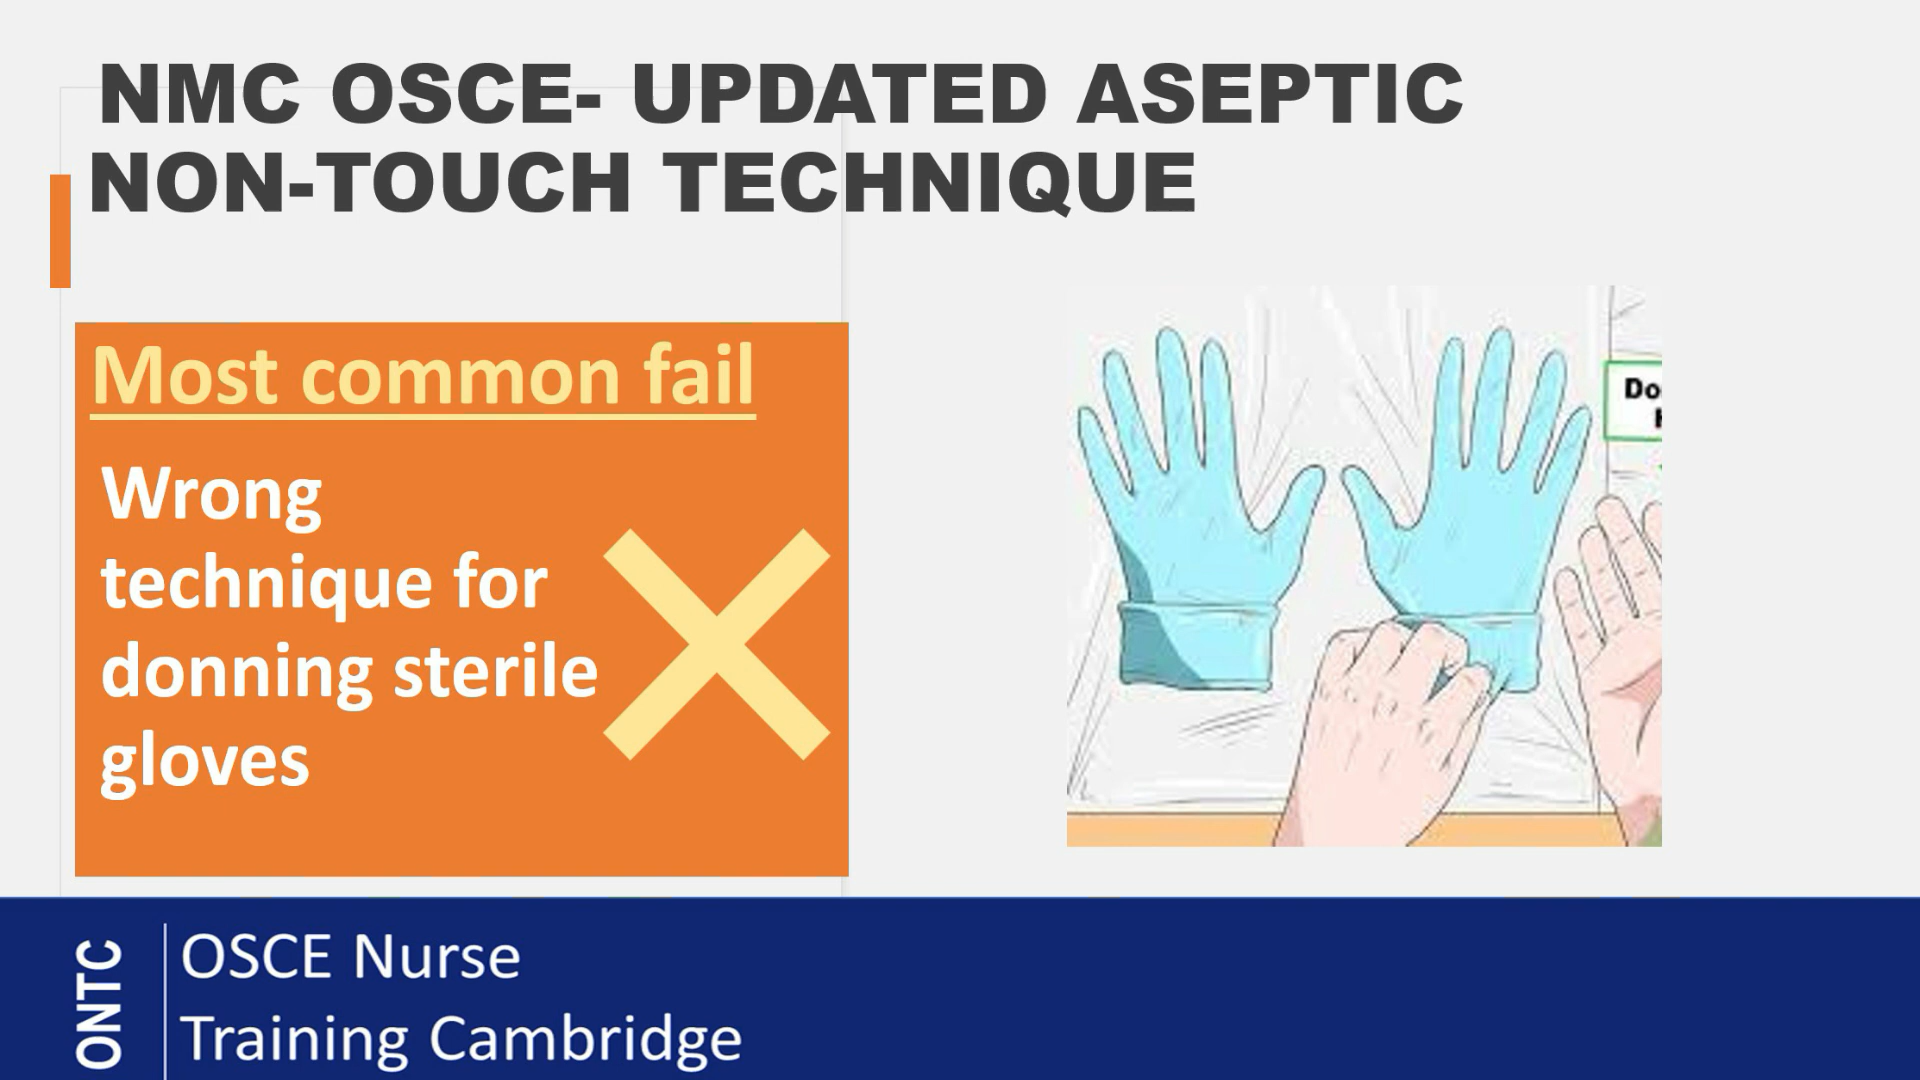 NMC OSCE- UPDATED ASEPTIC
NON-TOUCH TECHNIQUE
Most common fail
Wrong
technique for
donning sterile
gloves
Do
ONTC
OSCE Nurse
Training Cambridge